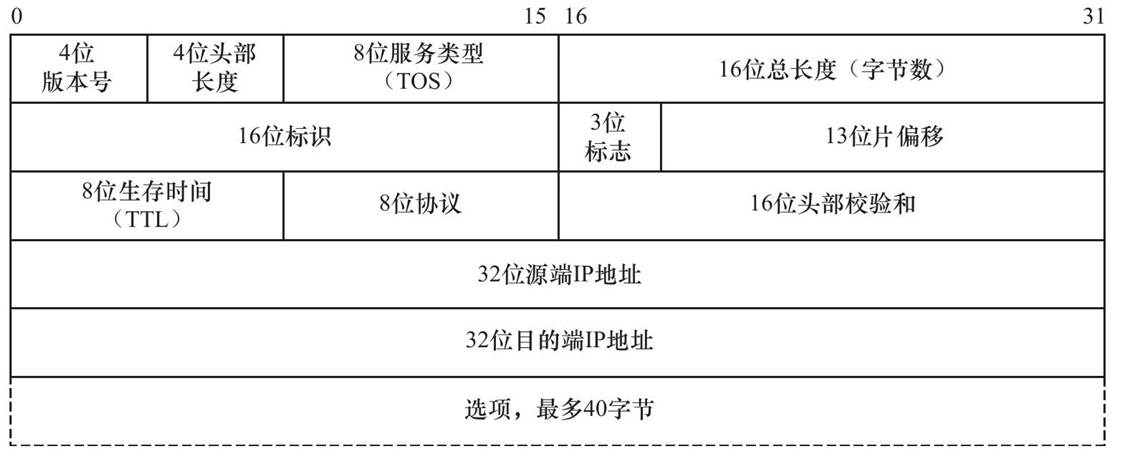 0 15 16 31
4位
版本号
4位头部
长度
8位服务类型
（TOS）
16位总长度（字节数）
16位标识
3位
标志
13位片偏移
8位生存时间
（TTL）
8位协议
16位头部校验和
32位源端IP地址
32位目的端IP地址
选项，最多40字节